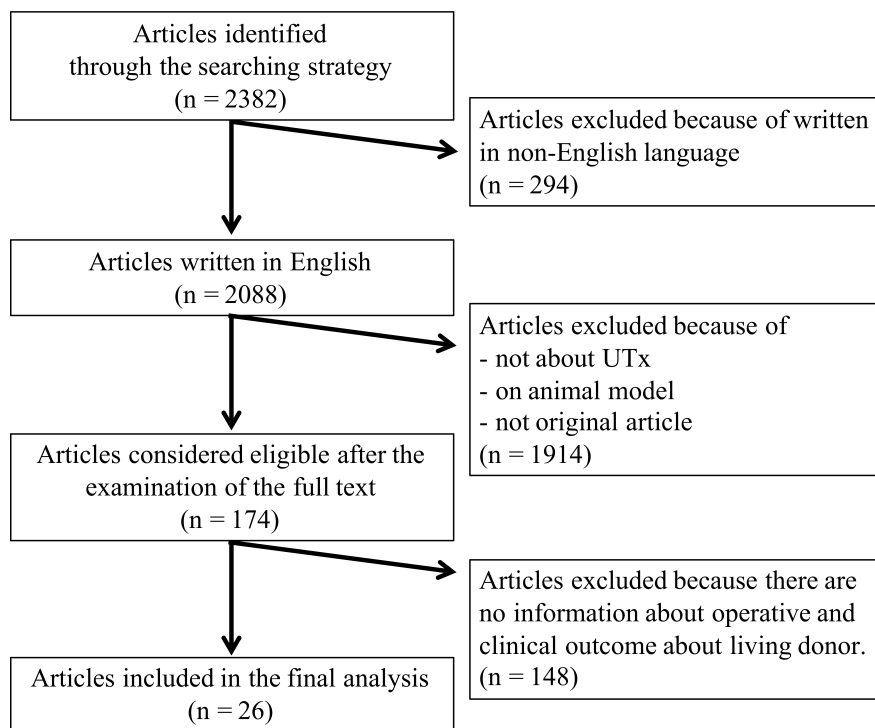 Articles identified
through the searching strategy
(n = 2382)
Articles excluded because of written
in non-English language
(n = 294)
Articles written in English
(n = 2088)
Articles excluded because of
- not about UTx
- on animal model
- not original article
(n = 1914)
Articles considered eligible after the
examination of the full text
(n = 174)
Articles excluded because there are
no information about operative and
clinical outcome about living donor.
(n = 148)
Articles included in the final analysis
(n = 26)